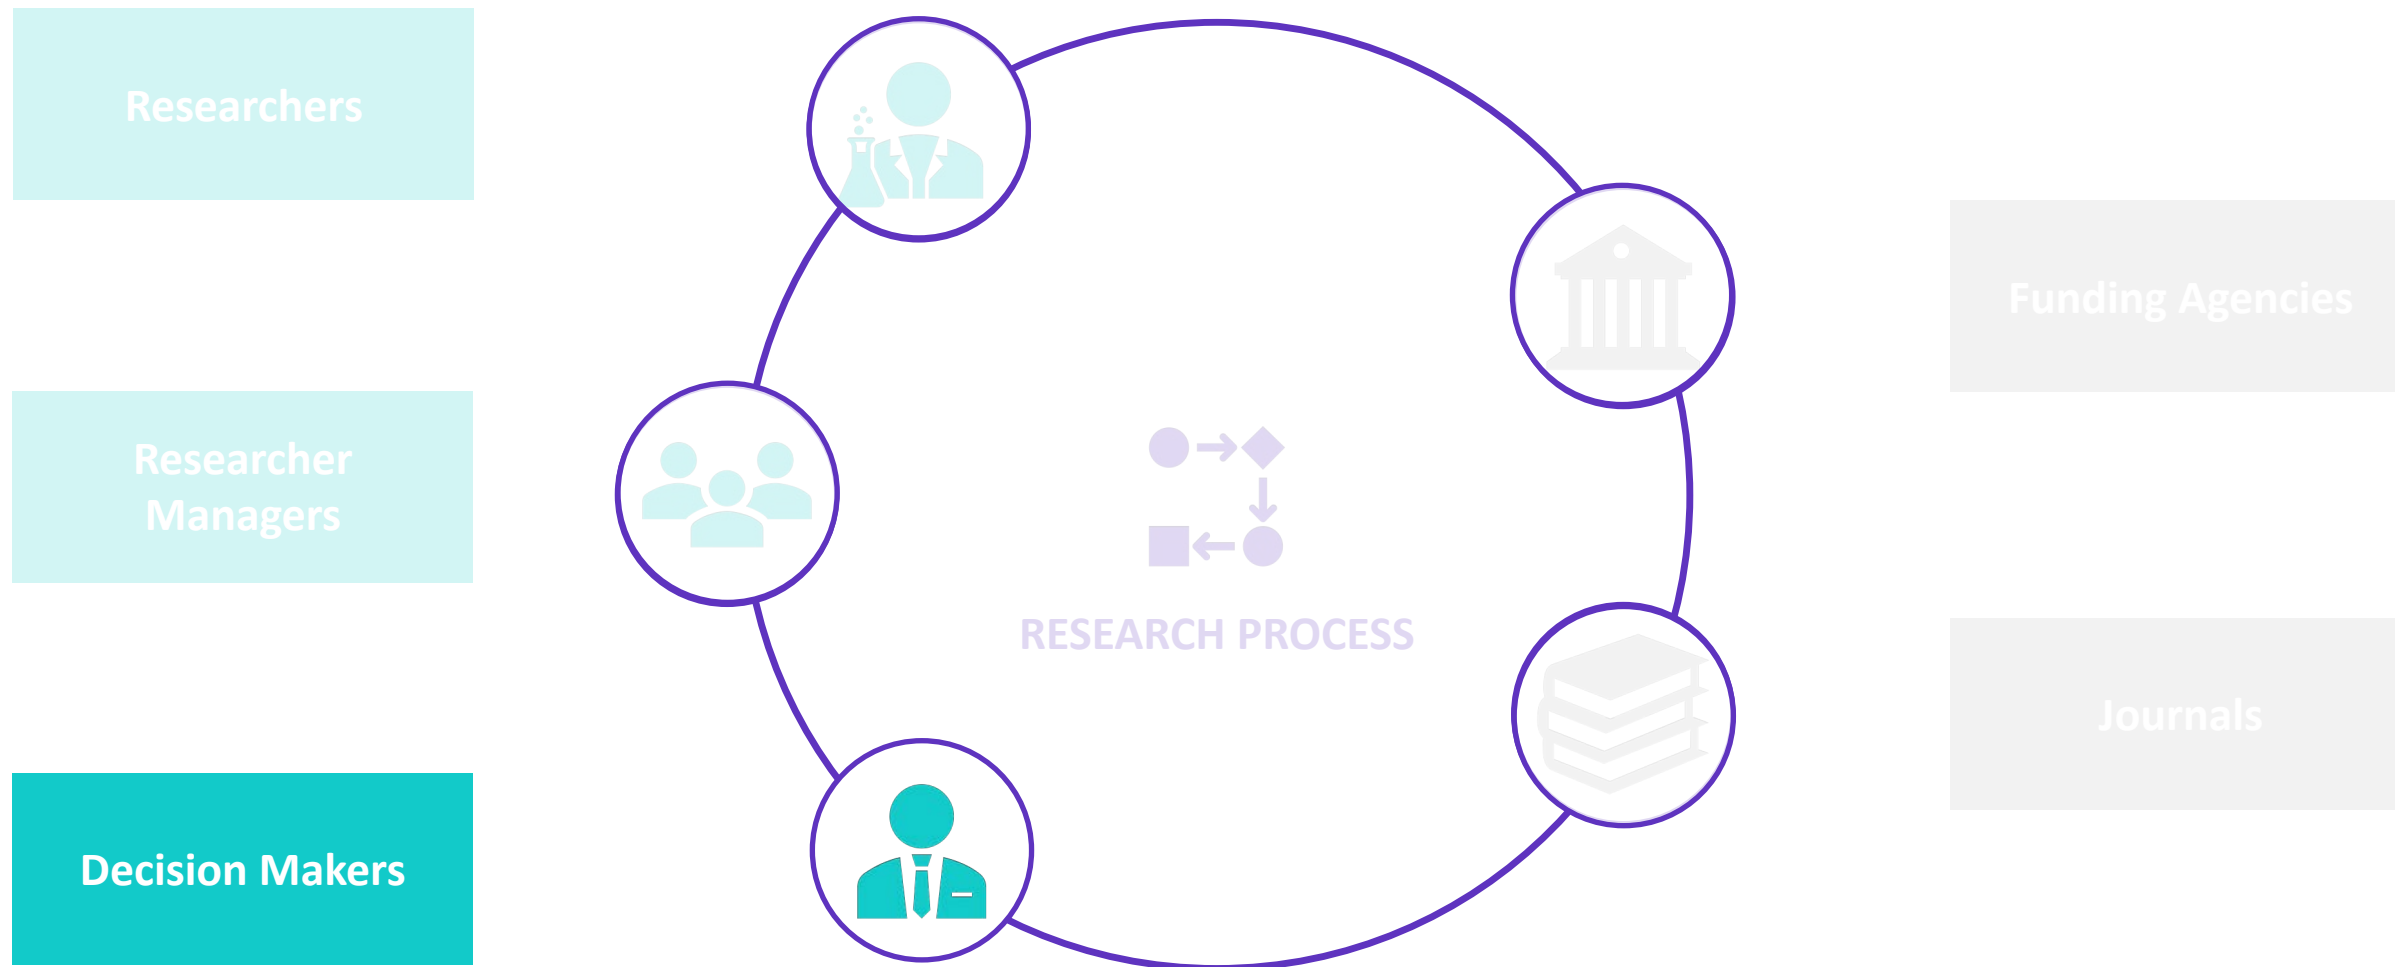 Researchers
Funding Agencies
Researcher
Managers
RESEARCH PROCESS
Journals
Decision Makers